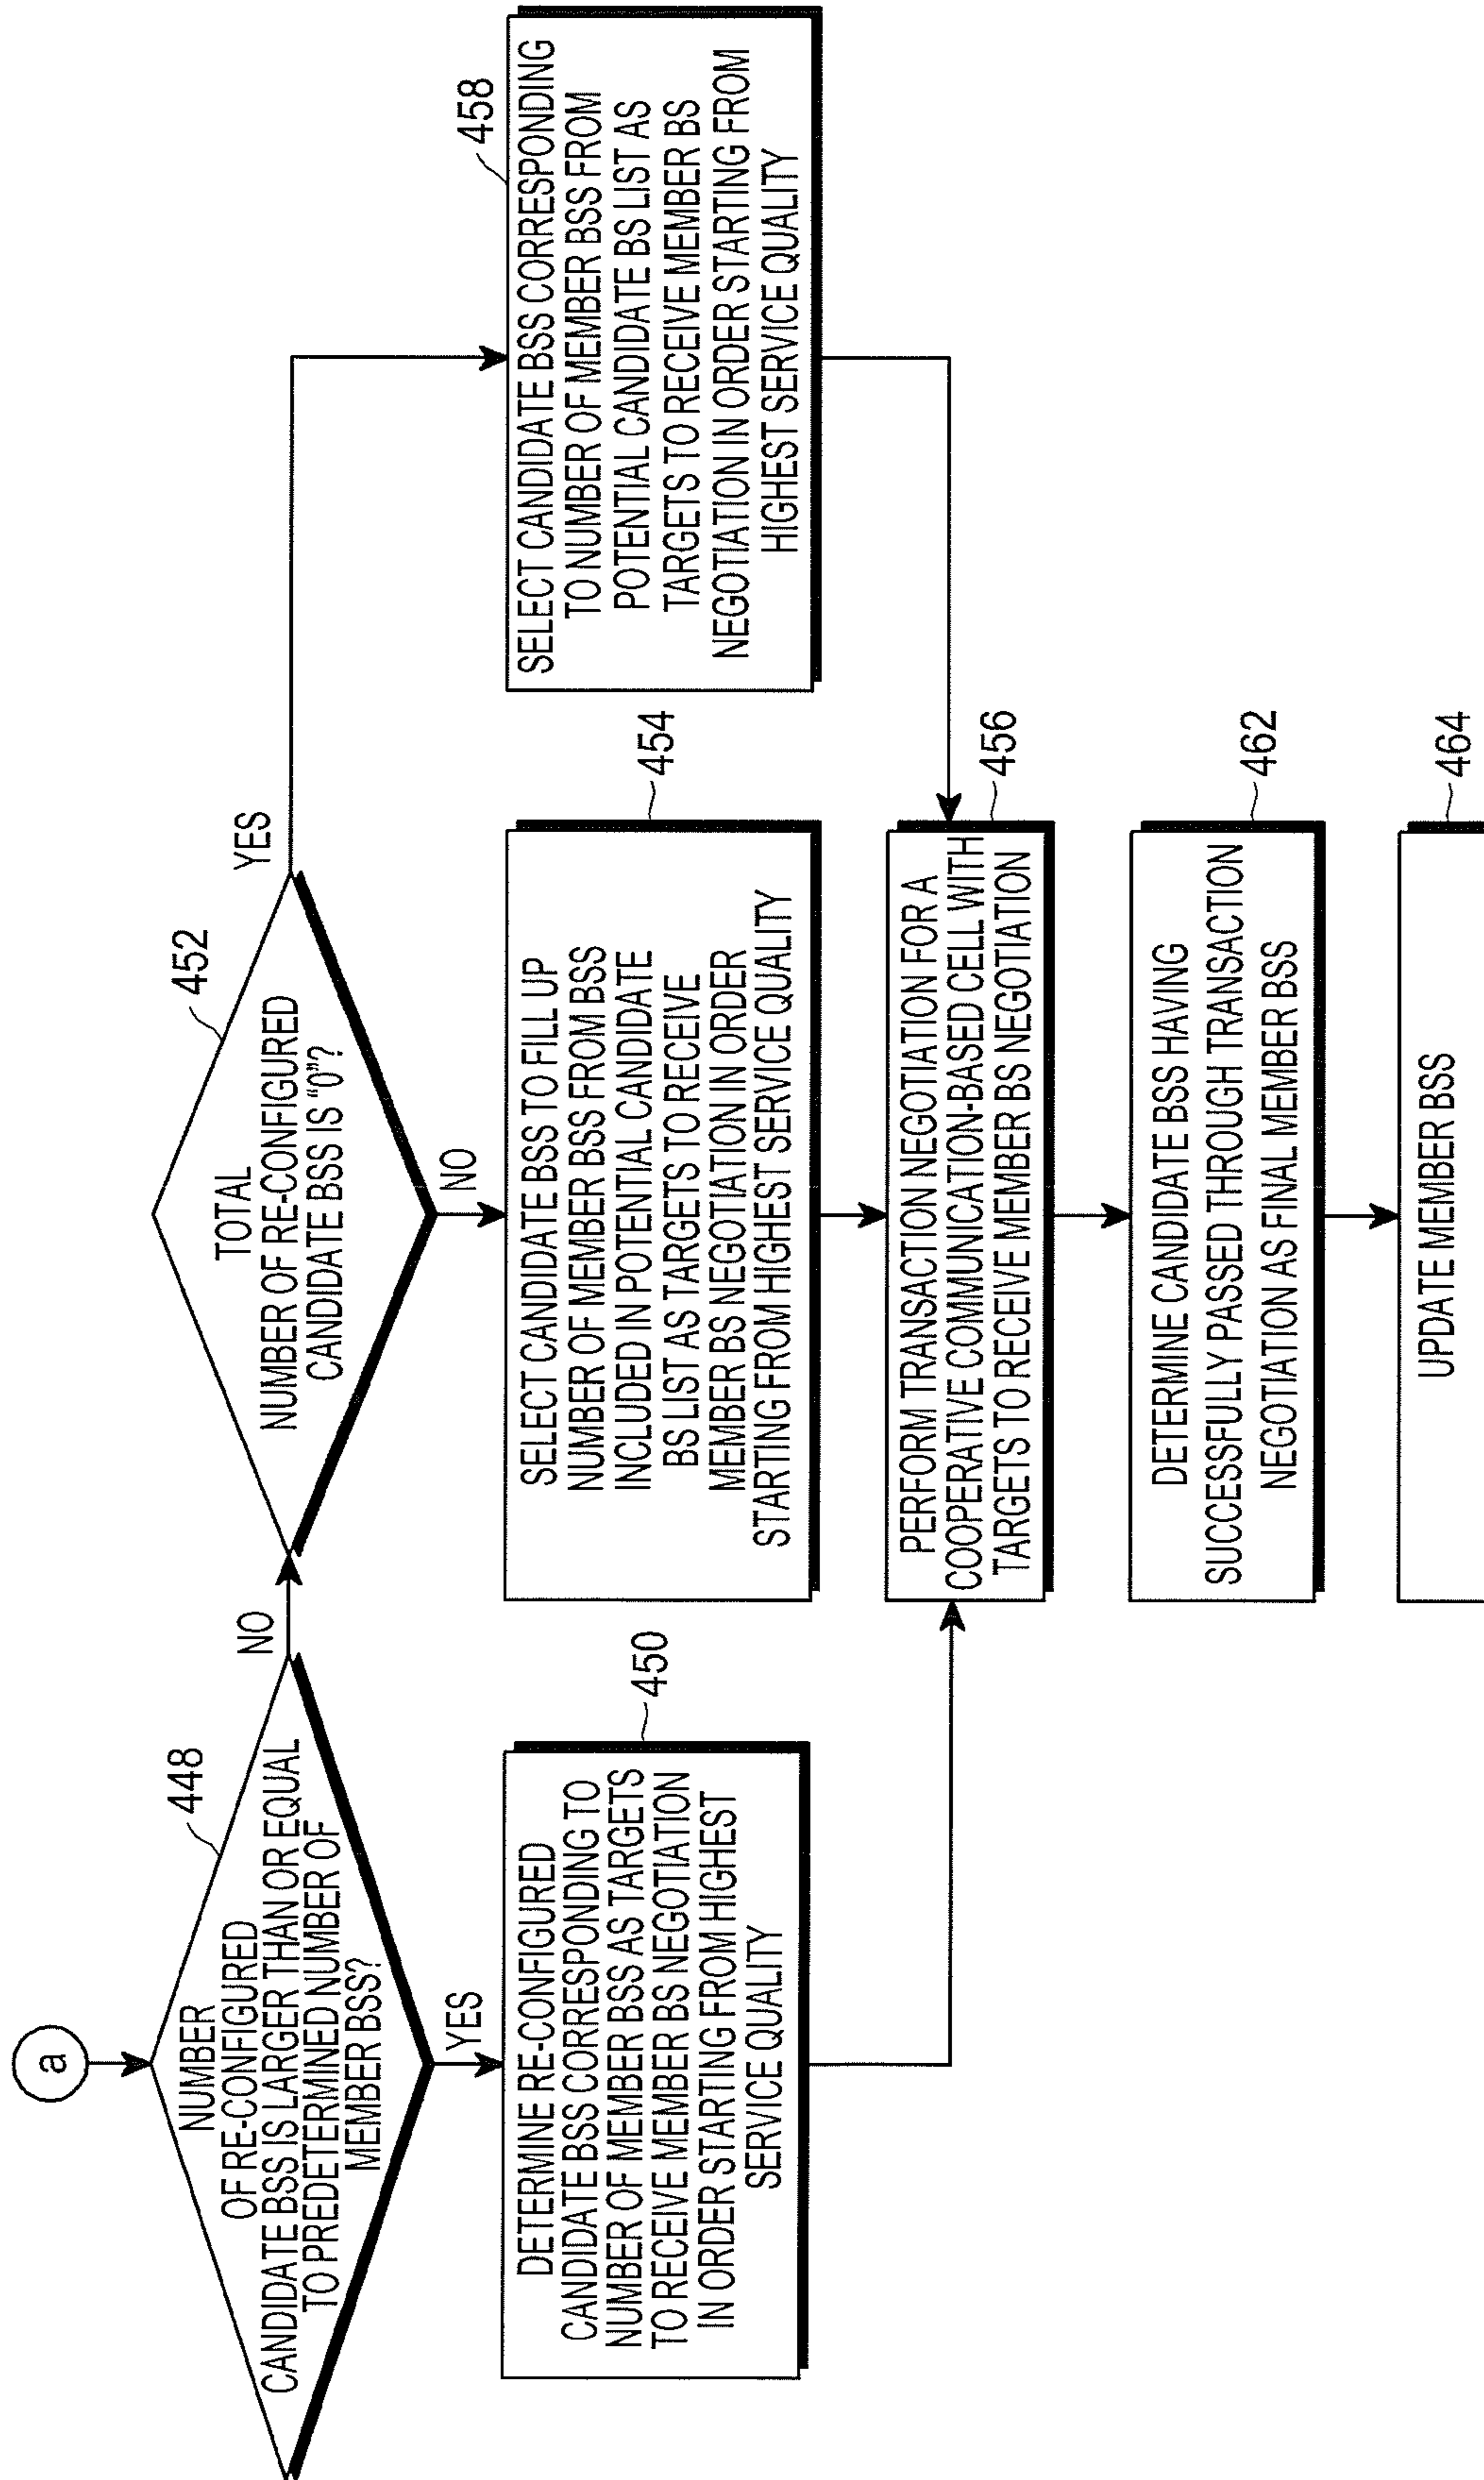 a
448
NUMBER
OF RE-CONFIGURED
CANDIDATE BSS IS LARGER THAN OR EQUAL
TO PREDETERMINED NUMBER OF
MEMBER BSS?
NO
YES
452
TOTAL
NUMBER OF RE-CONFIGURED
CANDIDATE BSS IS "0"?
YES
NO
450
DETERMINE RE-CONFIGURED
CANDIDATE BSS CORRESPONDING TO
NUMBER OF MEMBER BSS AS TARGETS
TO RECEIVE MEMBER BS NEGOTIATION
IN ORDER STARTING FROM HIGHEST
SERVICE QUALITY
454
SELECT CANDIDATE BSS TO FILL UP
NUMBER OF MEMBER BSS FROM BSS
INCLUDED IN POTENTIAL CANDIDATE
BS LIST AS TARGETS TO RECEIVE
MEMBER BS NEGOTIATION IN ORDER
STARTING FROM HIGHEST SERVICE QUALITY
458
SELECT CANDIDATE BSS CORRESPONDING
TO NUMBER OF MEMBER BSS FROM
POTENTIAL CANDIDATE BS LIST AS
TARGETS TO RECEIVE MEMBER BS
NEGOTIATION IN ORDER STARTING FROM
HIGHEST SERVICE QUALITY
456
PERFORM TRANSACTION NEGOTIATION FOR A
COOPERATIVE COMMUNICATION-BASED CELL WITH
TARGETS TO RECEIVE MEMBER BS NEGOTIATION
462
DETERMINE CANDIDATE BSS HAVING
SUCCESSFULLY PASSED THROUGH TRANSACTION
NEGOTIATION AS FINAL MEMBER BSS
464
UPDATE MEMBER BSS